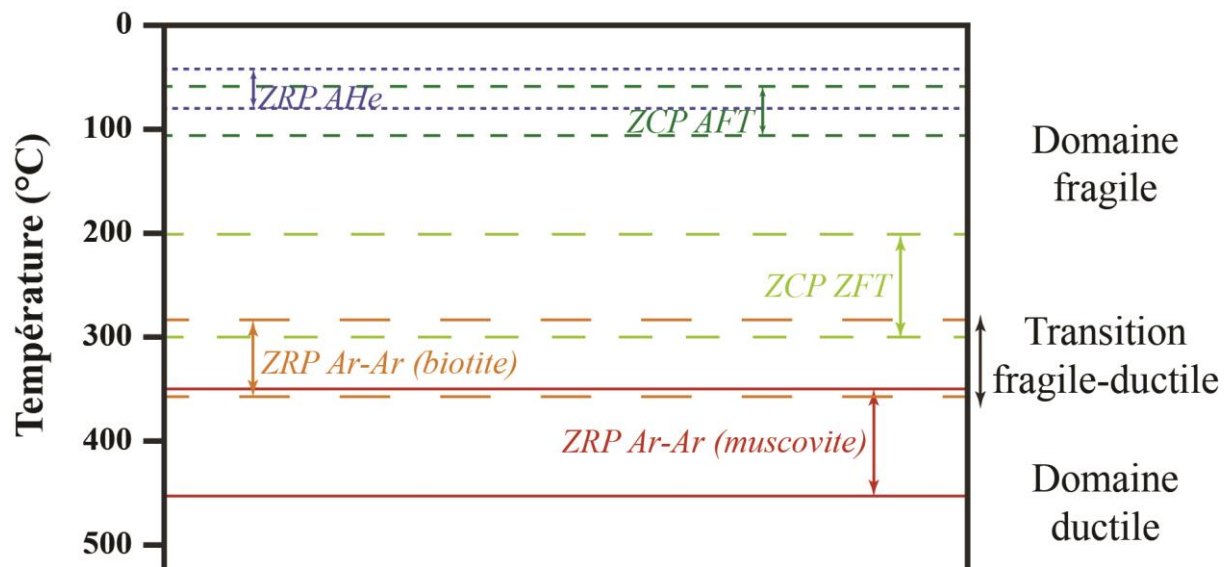 Température (°C)
0
100
200
300
400
500
ZRP AHe
ZCP AFT
ZCP ZFT
ZRP Ar-Ar (biotite)
ZRP Ar-Ar (muscovite)
Domaine
fragile
Transition
fragile-ductile
Domaine
ductile